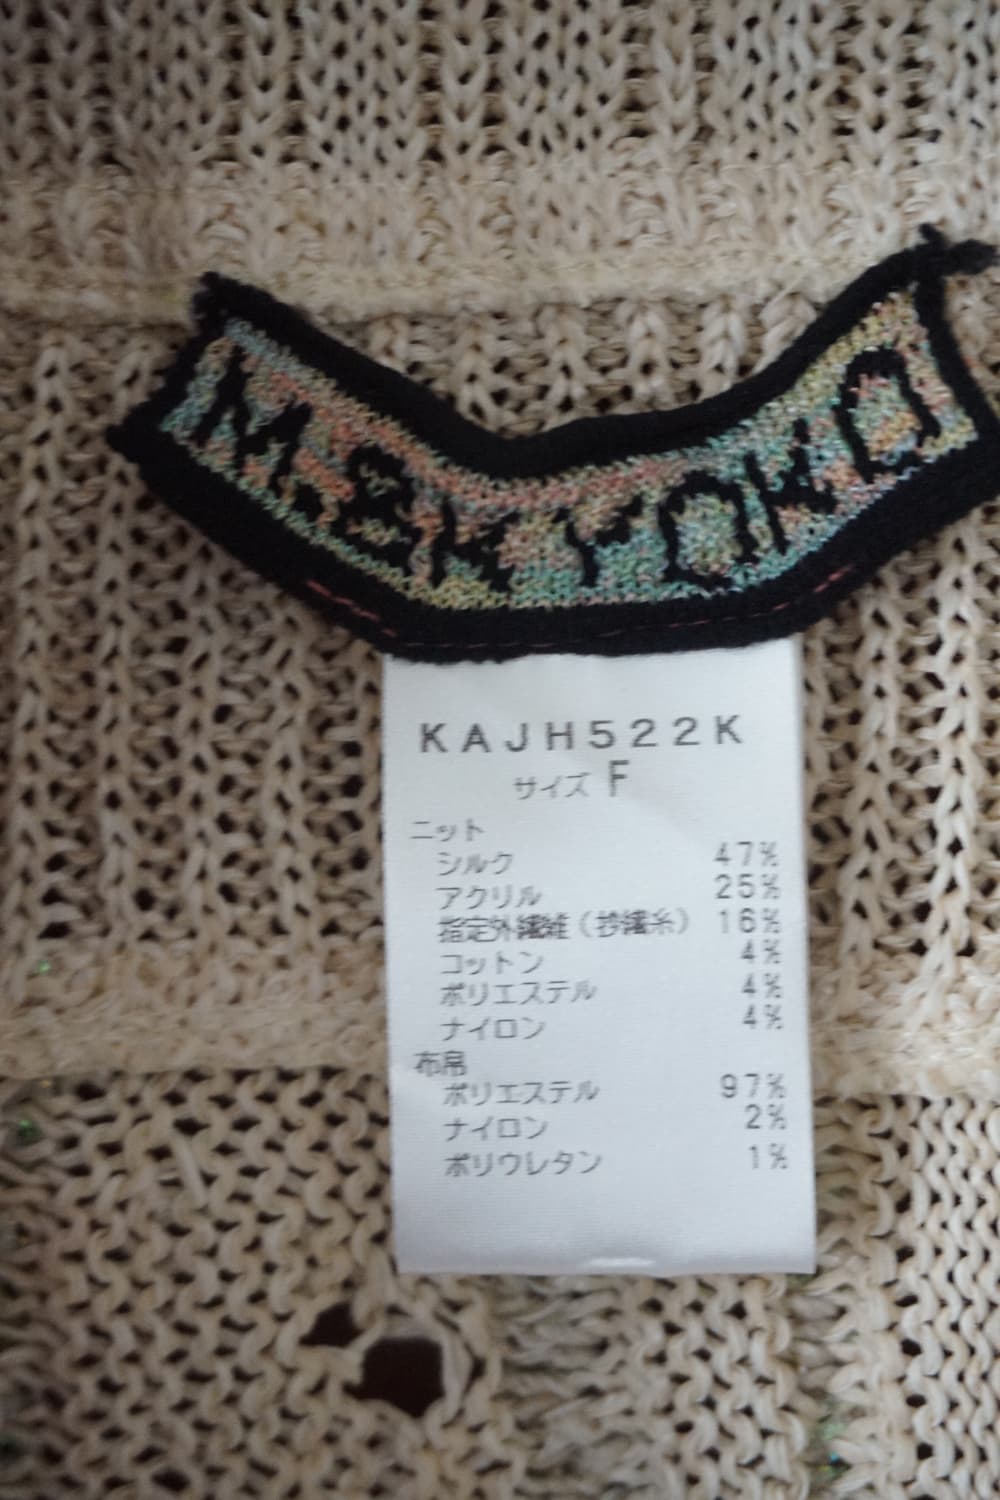 M.&KYOKO
KAJH522K
サイズ F
ニット
シルク 47%
アクリル 25%
指定外繊維（抄繊糸） 16%
コットン 4%
ポリエステル 4%
ナイロン 4%
布帛
ポリエステル 97%
ナイロン 2%
ポリウレタン 1%